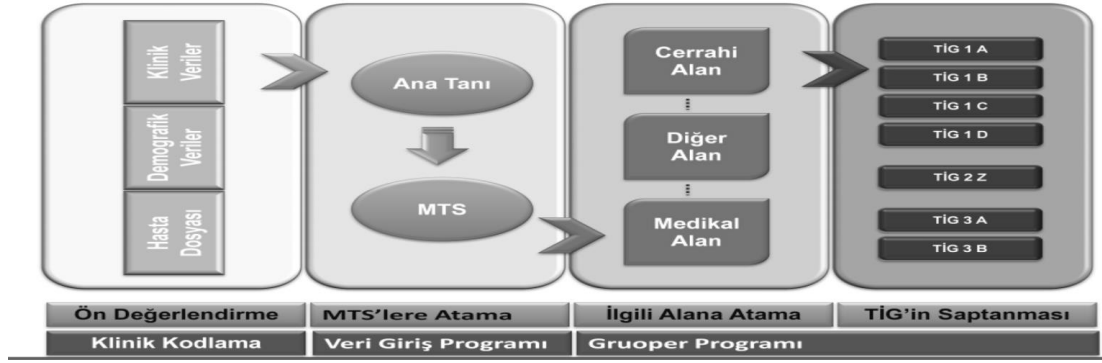 Klinik
Veriler
Demografik
Veriler
Hasta
Dosyası
Ana Tanı
MTS
Cerrahi
Alan
Diğer
Alan
Medikal
Alan
TİG 1 A
TİG 1 B
TİG 1 C
TİG 1 D
TİG 2 Z
TİG 3 A
TİG 3 B
Ön Değerlendirme
MTS'lere Atama
İlgili Alana Atama
TİG'in Saptanması
Klinik Kodlama
Veri Giriş Programı
Gruoper Programı